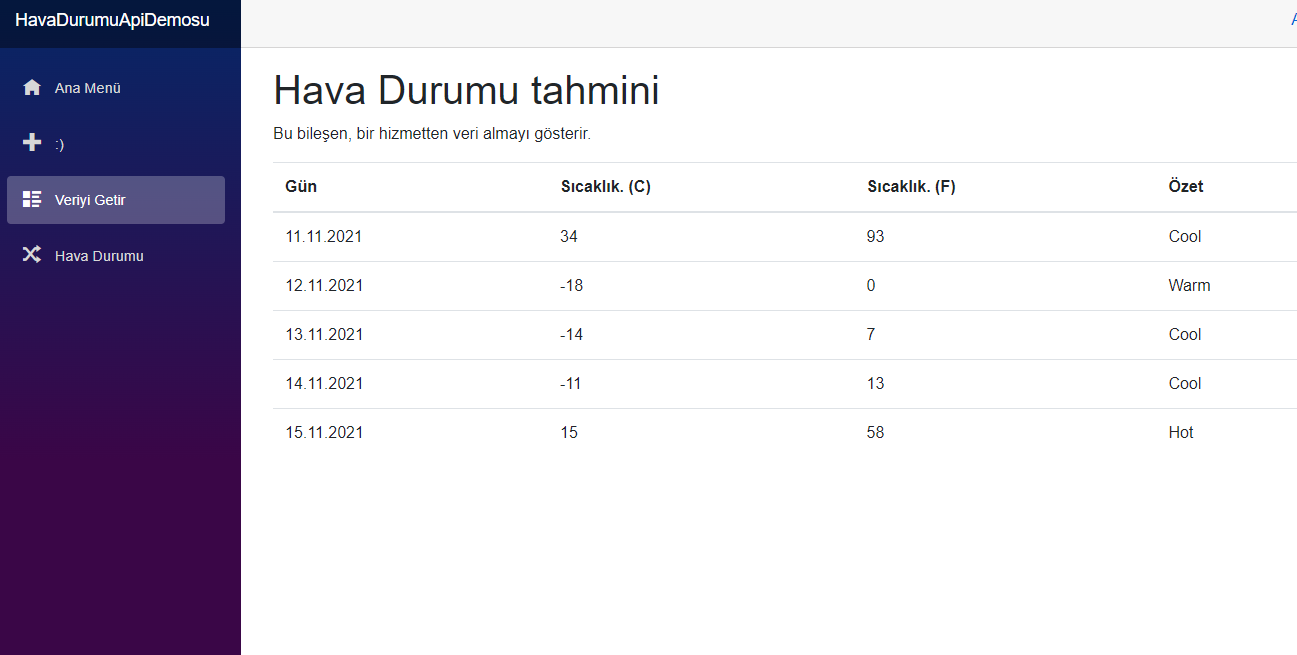 HavaDurumuApiDemosu
A
Ana Menü
:)
Veriyi Getir
Hava Durumu
Hava Durumu tahmini
Bu bileşen, bir hizmetten veri almayı gösterir.
Gün Sıcaklık. (C) Sıcaklık. (F) Özet
11.11.2021 34 93 Cool
12.11.2021 -18 0 Warm
13.11.2021 -14 7 Cool
14.11.2021 -11 13 Cool
15.11.2021 15 58 Hot